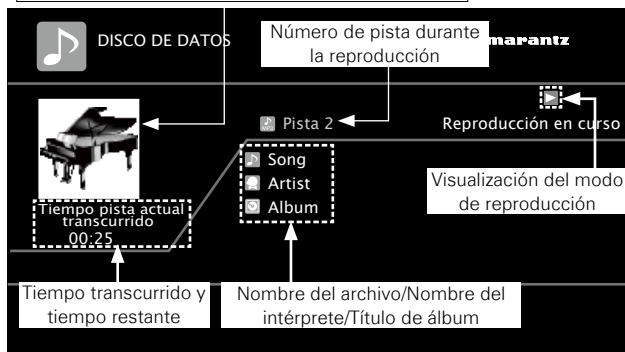 DISCO DE DATOS
Número de pista durante
la reproducción
marantz
Pista 2
Reproducción en curso
Song
Artist
Album
Visualización del modo
de reproducción
Tiempo pista actual
transcurrido
00:25
Tiempo transcurrido y
tiempo restante
Nombre del archivo/Nombre del
intérprete/Título de álbum